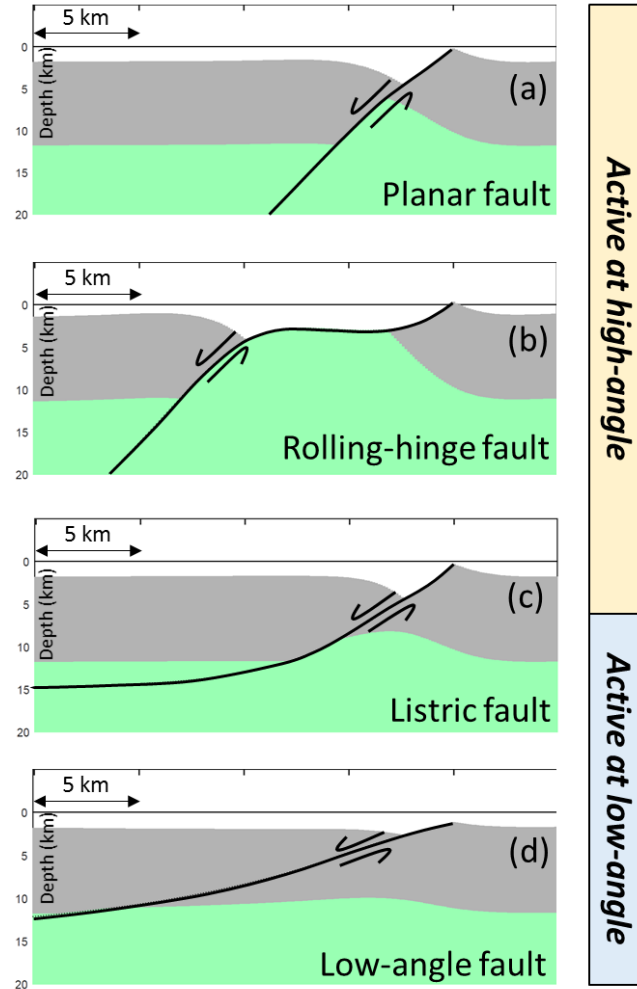 5 km
0
5
10
15
20
Depth (km)
(a)
Planar fault
5 km
0
5
10
15
20
Depth (km)
(b)
Rolling-hinge fault
5 km
0
5
10
15
20
Depth (km)
(c)
Listric fault
5 km
0
5
10
15
20
Depth (km)
(d)
Low-angle fault
Active at high-angle
Active at low-angle